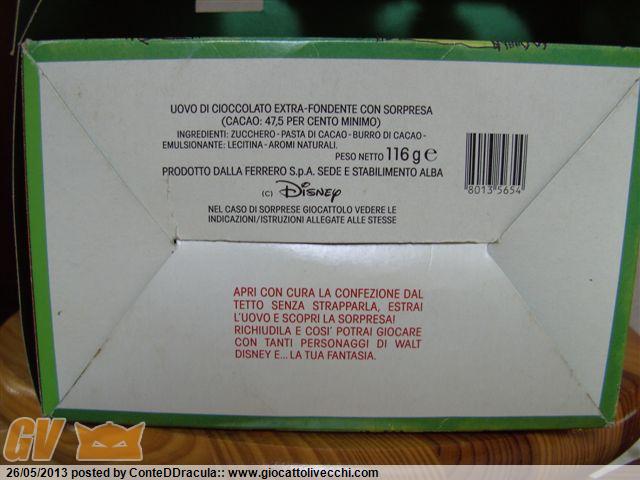 UOVO DI CIOCCOLATO EXTRA-FONDENTE CON SORPRESA
(CACAO: 47,5 PER CENTO MINIMO)
INGREDIENTI: ZUCCHERO - PASTA DI CACAO - BURRO DI CACAO -
EMULSIONANTE: LECITINA - AROMI NATURALI.
PESO NETTO 116 g e
PRODOTTO DALLA FERRERO S.p.A. SEDE E STABILIMENTO ALBA
(C) Disney
8013 5654
NEL CASO DI SORPRESE GIOCATTOLO VEDERE LE
INDICAZIONI/ISTRUZIONI ALLEGATE ALLE STESSE
APRI CON CURA LA CONFEZIONE DAL
TETTO SENZA STRAPPARLA, ESTRAI
L'UOVO E SCOPRI LA SORPRESA!
RICHIUDILA E COSI' POTRAI GIOCARE
CON TANTI PERSONAGGI DI WALT
DISNEY E... LA TUA FANTASIA.
GV
26/05/2013 posted by ConteDDracula:: www.giocattolivecchi.com